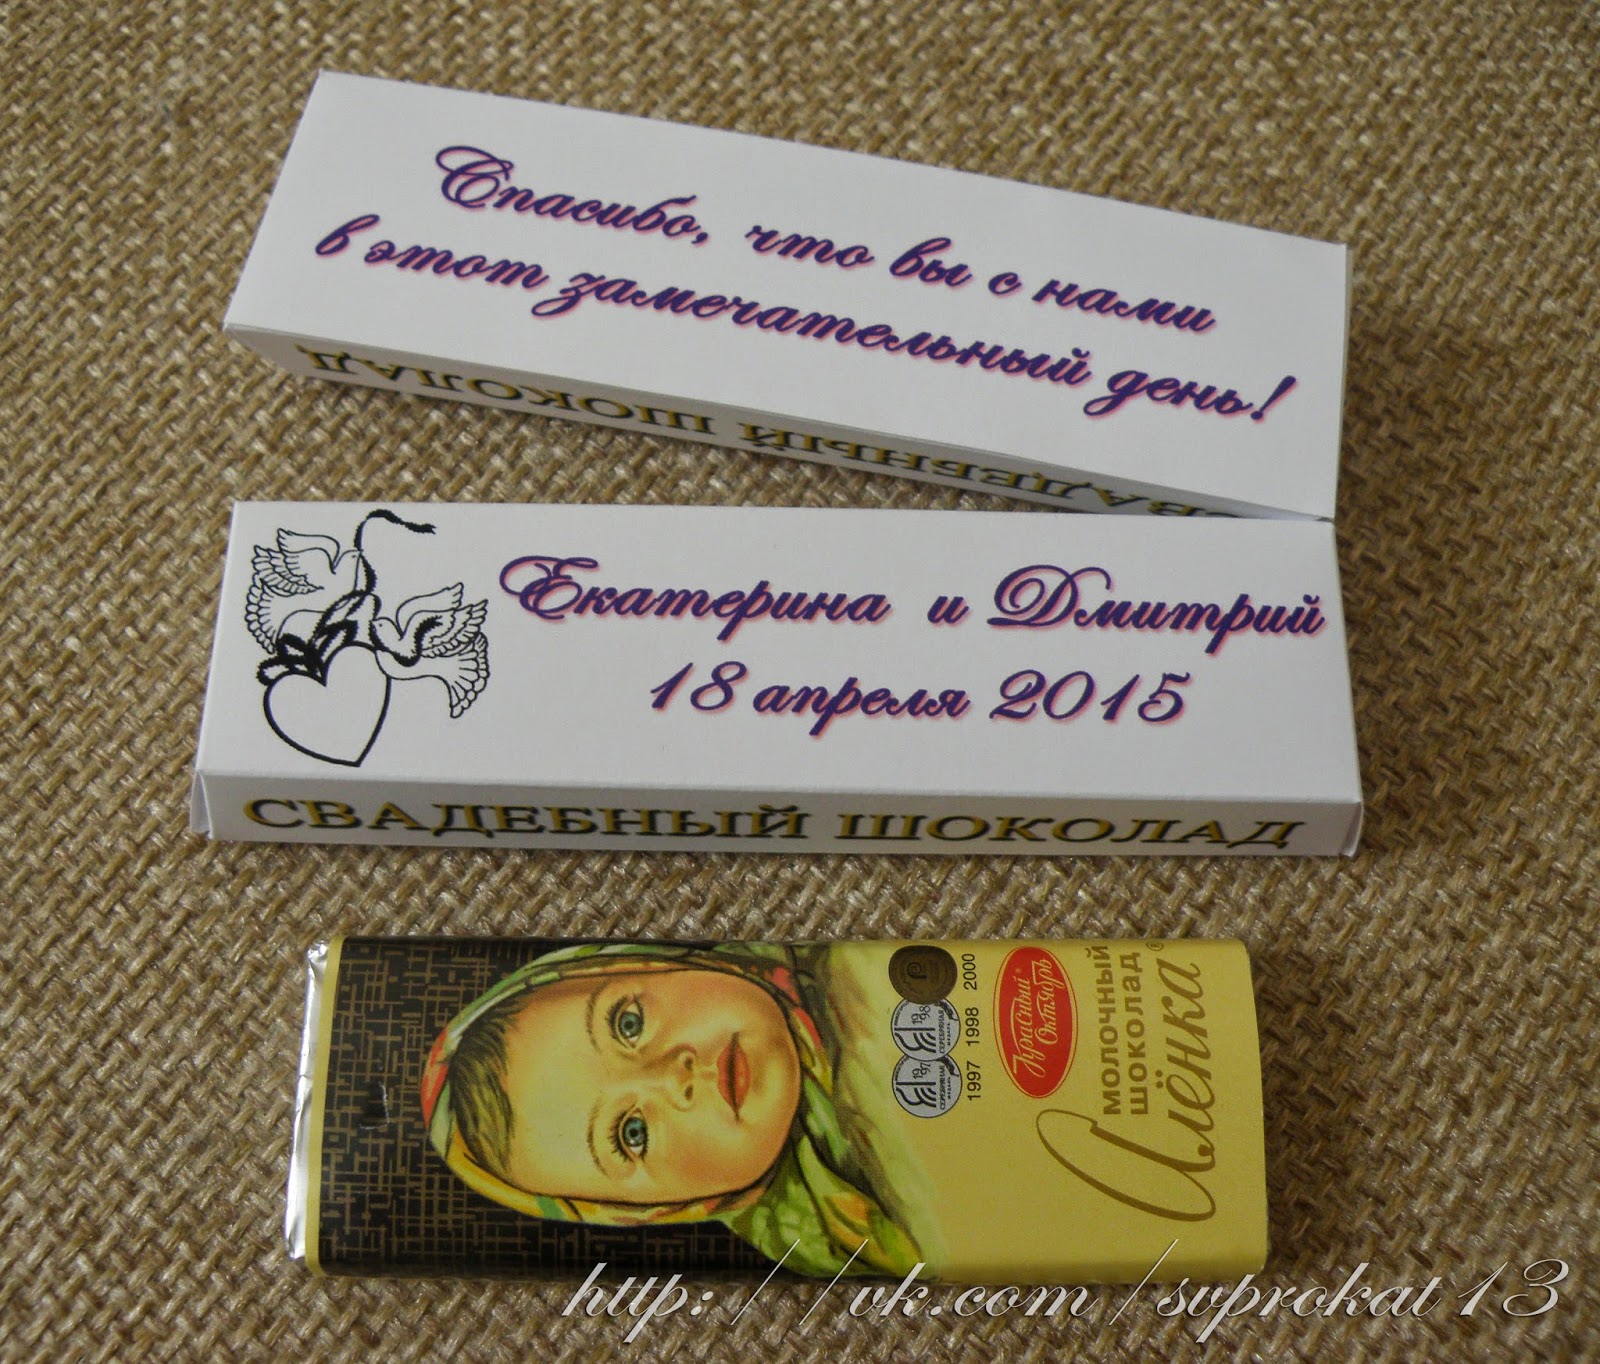 Спасибо, что вы с нами
в этот замечательный день!
СВАДЕБНЫЙ ШОКОЛАД
Екатерина и Дмитрий
18 апреля 2015
СВАДЕБНЫЙ ШОКОЛАД
1997 1998 2000
Красный®
Октябрь
МОЛОЧНЫЙ
ШОКОЛАД
Алёнка®
http://vk.com/svprokat13